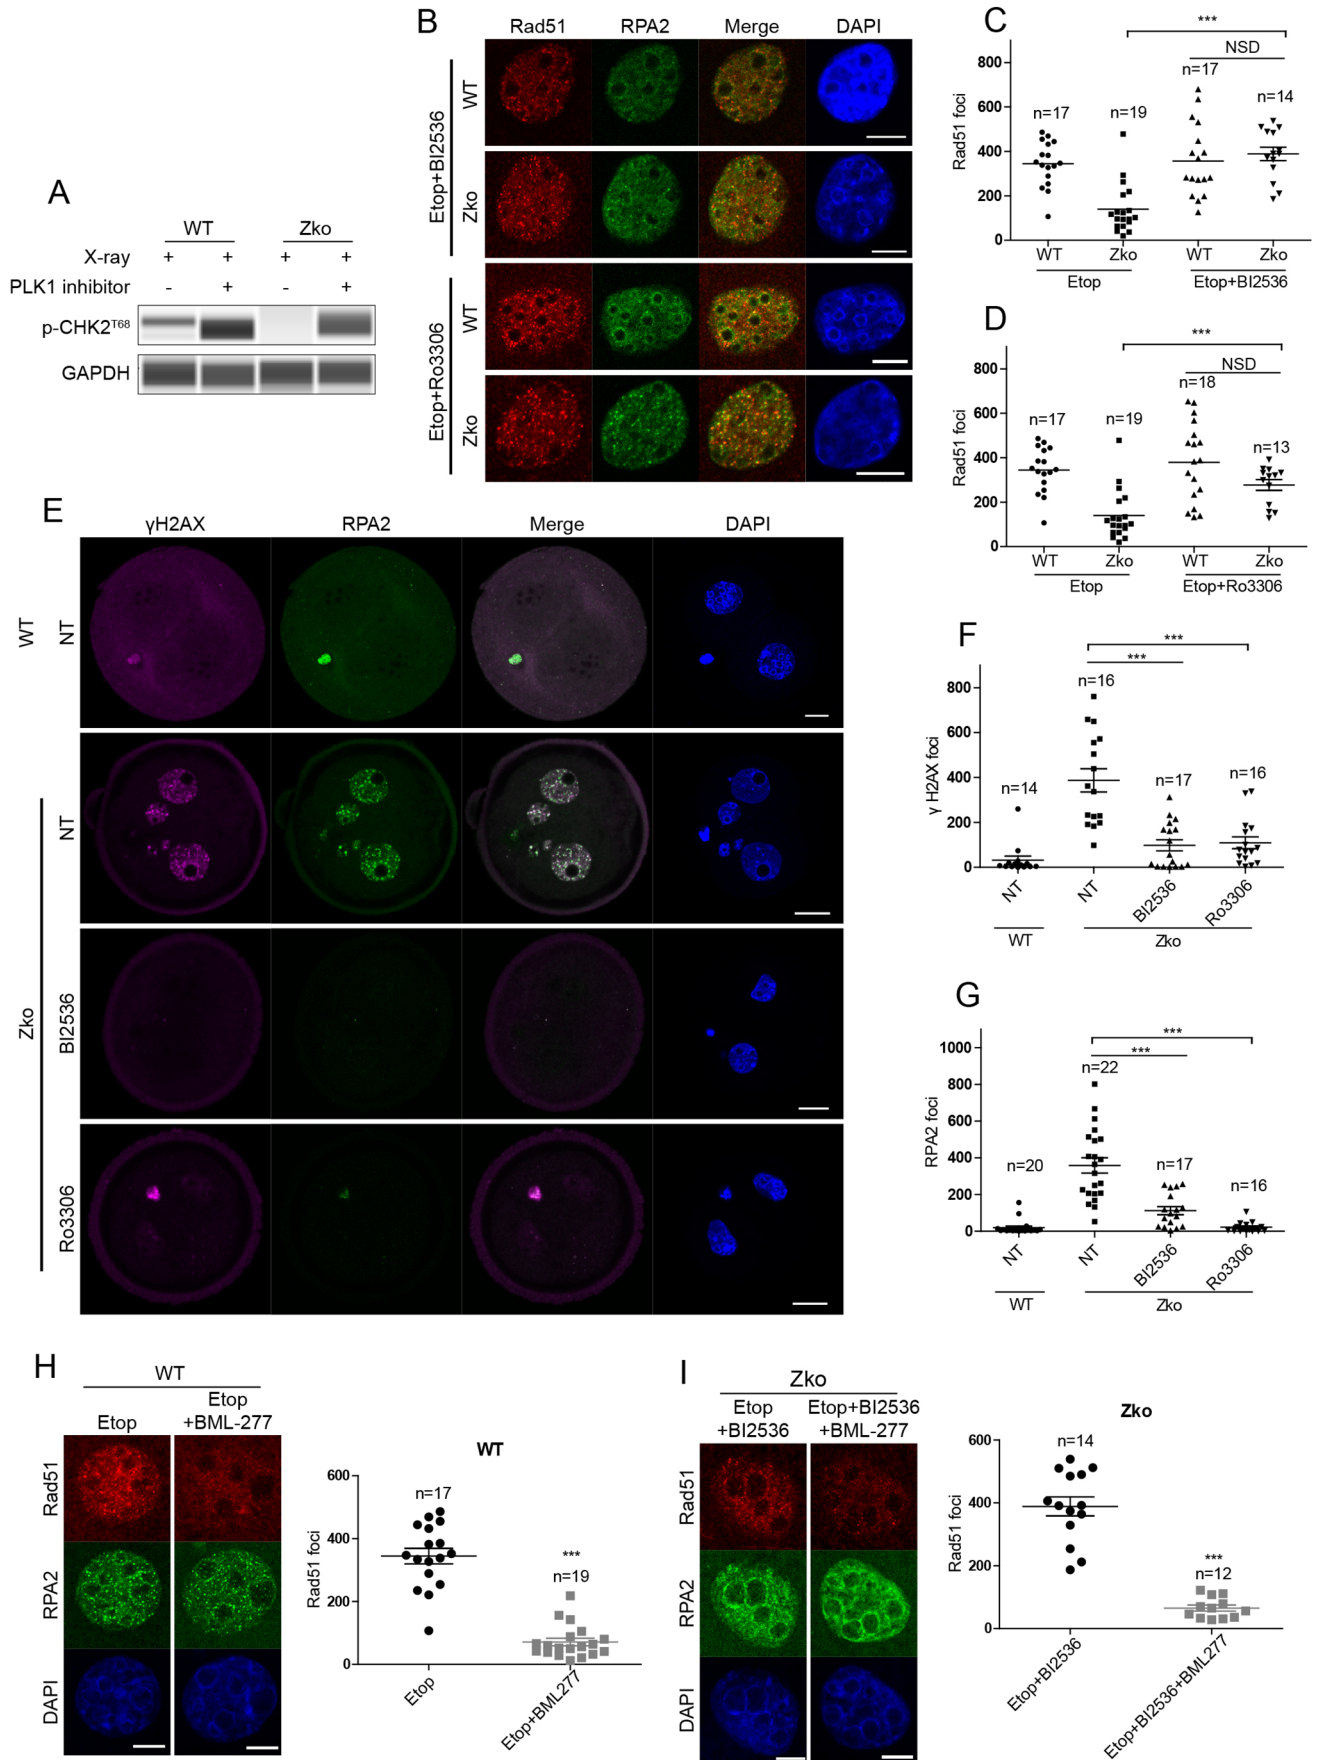 A
WT Zko
X-ray + + + +
PLK1 inhibitor - + - +
p-CHK2T68
GAPDH
B
Rad51 RPA2 Merge DAPI
Etop+BI2536
WT
Zko
Etop+Ro3306
WT
Zko
C
***
NSD
n=17 n=19 n=17 n=14
Rad51 foci
800
600
400
200
0
WT Zko WT Zko
Etop Etop+BI2536
D
***
NSD
n=17 n=19 n=18 n=13
Rad51 foci
800
600
400
200
0
WT Zko WT Zko
Etop Etop+Ro3306
E
γH2AX RPA2 Merge DAPI
WT
NT
Zko
NT
BI2536
Ro3306
F
***
***
n=14 n=16 n=17 n=16
γ H2AX foci
800
600
400
200
0
NT NT BI2536 Ro3306
WT Zko
G
***
***
n=20 n=22 n=17 n=16
RPA2 foci
1000
800
600
400
200
0
NT NT BI2536 Ro3306
WT Zko
H
WT
Etop Etop
+BML-277
Rad51
RPA2
DAPI
WT
n=17
***
n=19
Rad51 foci
600
400
200
0
Etop Etop+BML277
I
Zko
Etop Etop+BI2536
+BI2536 +BML-277
Rad51
RPA2
DAPI
Zko
n=14
***
n=12
Rad51 foci
600
400
200
0
Etop+BI2536 Etop+BI2536+BML277